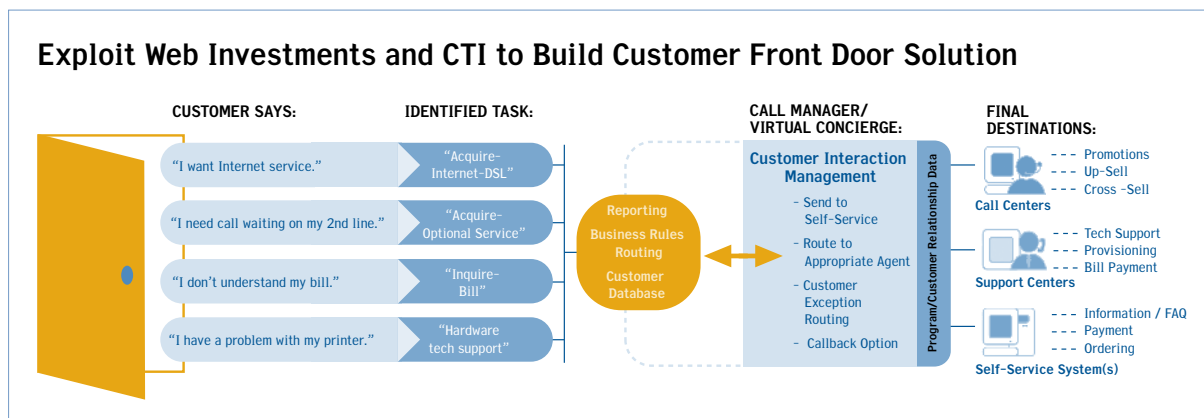 Exploit Web Investments and CTI to Build Customer Front Door Solution
CUSTOMER SAYS:
IDENTIFIED TASK:
“I want Internet service.”
“Acquire-
Internet-DSL”
“I need call waiting on my 2nd line.”
“Acquire-
Optional Service”
“I don’t understand my bill.”
“Inquire-
Bill”
“I have a problem with my printer.”
“Hardware
tech support”
Reporting
Business Rules
Routing
Customer
Database
CALL MANAGER/
VIRTUAL CONCIERGE:
Customer Interaction
Management
– Send to
Self-Service
– Route to
Appropriate Agent
– Customer
Exception
Routing
– Callback Option
Program/Customer Relationship Data
FINAL
DESTINATIONS:
--- Promotions
--- Up-Sell
--- Cross -Sell
Call Centers
--- Tech Support
--- Provisioning
--- Bill Payment
Support Centers
--- Information / FAQ
--- Payment
--- Ordering
Self-Service System(s)